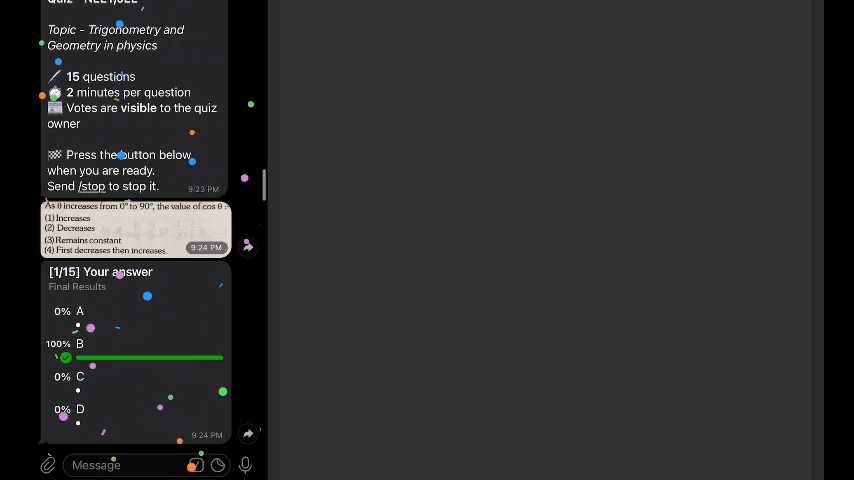 Quiz - NEET/JEE
Topic - Trigonometry and
Geometry in physics
15 questions
2 minutes per question
Votes are visible to the quiz
owner
Press the button below
when you are ready.
Send /stop to stop it.
9:23 PM
As θ increases from 0° to 90°, the value of cos θ :-
(1) Increases
(2) Decreases
(3) Remains constant
(4) First decreases then increases.
9:24 PM
[1/15] Your answer
Final Results
0% A
100% B
0% C
0% D
9:24 PM
Message